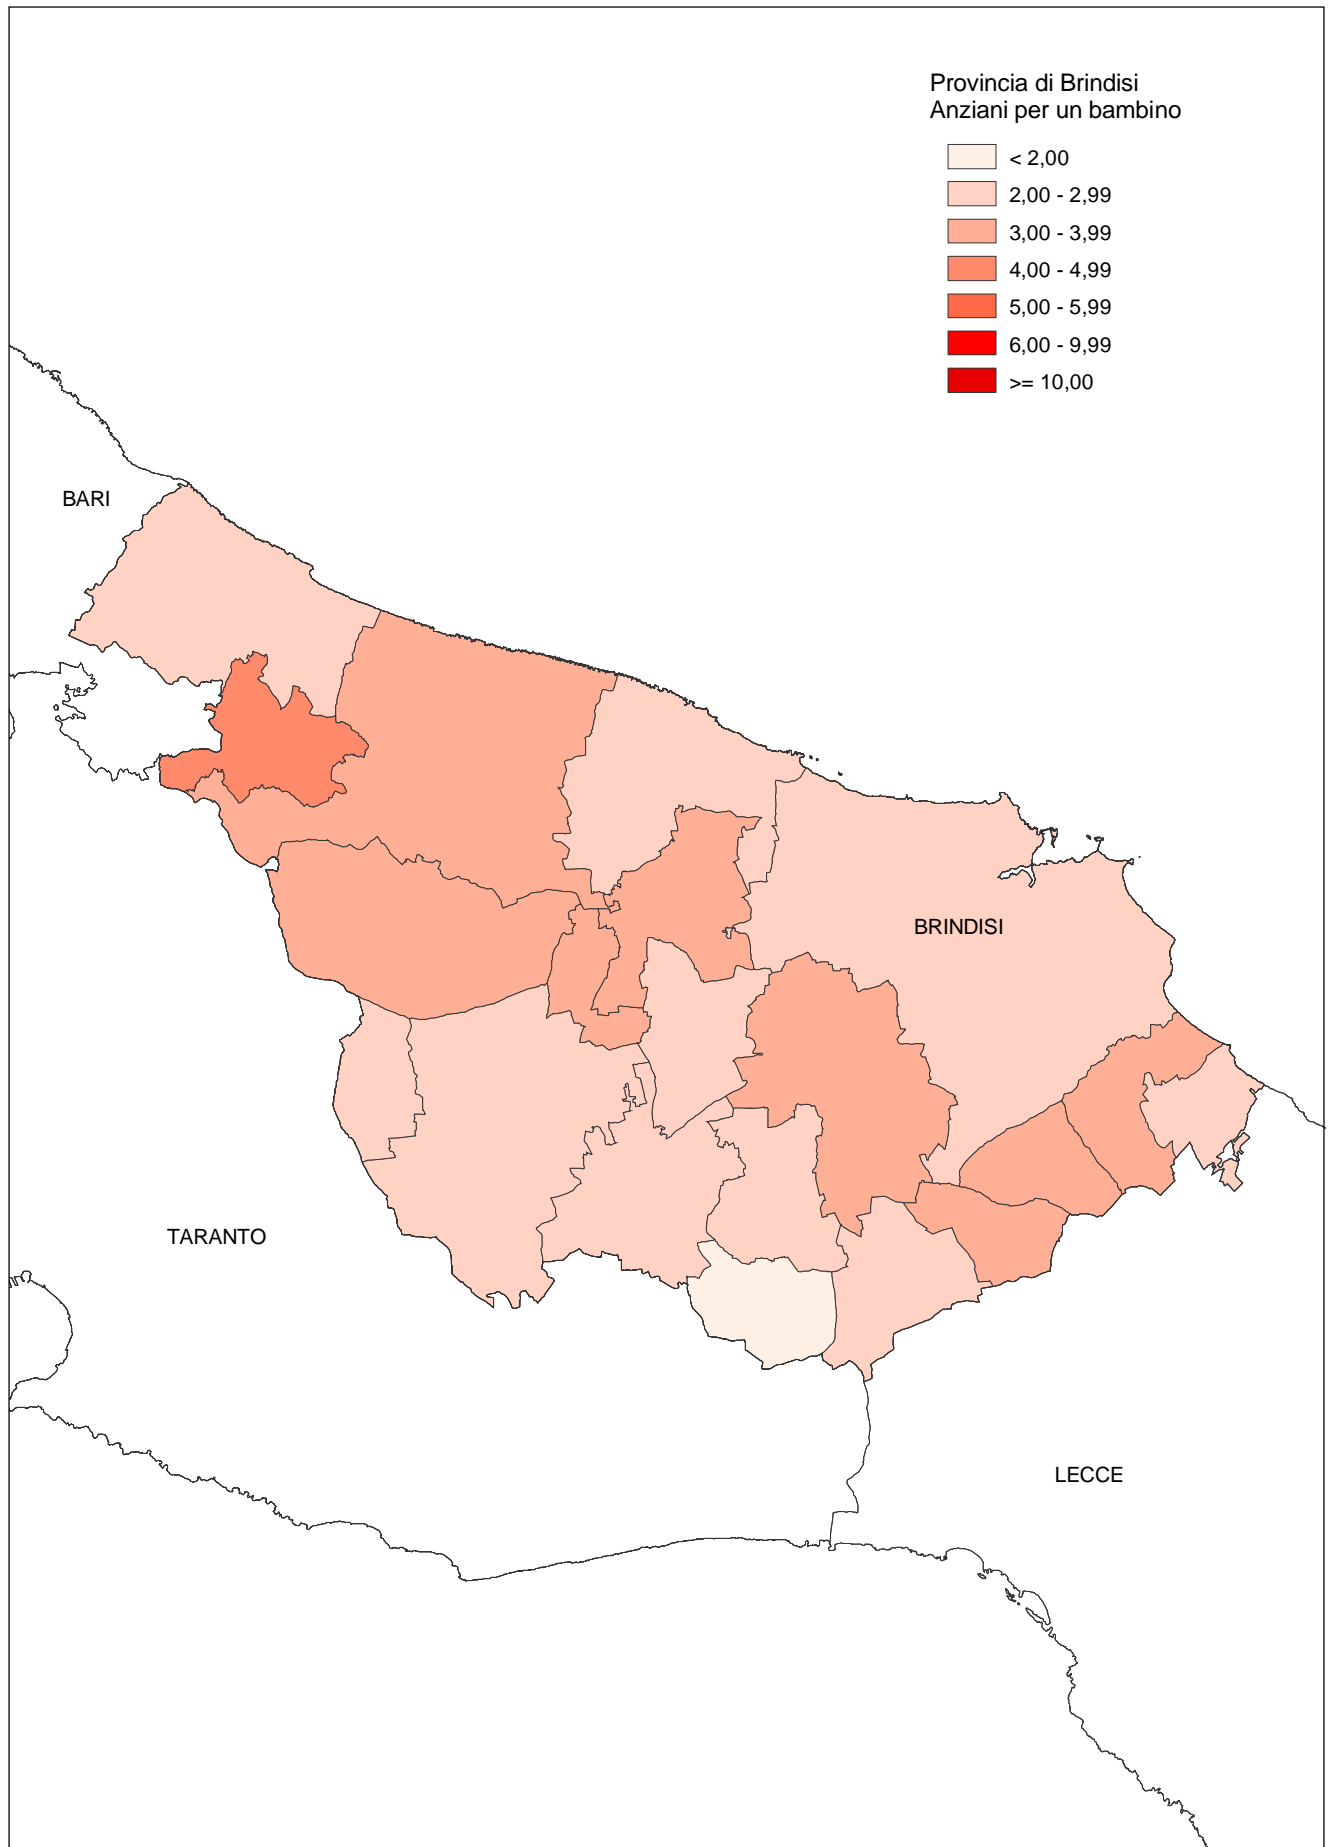 Provincia di Brindisi
Anziani per un bambino
< 2,00
2,00 - 2,99
3,00 - 3,99
4,00 - 4,99
5,00 - 5,99
6,00 - 9,99
>= 10,00
BARI
BRINDISI
TARANTO
LECCE